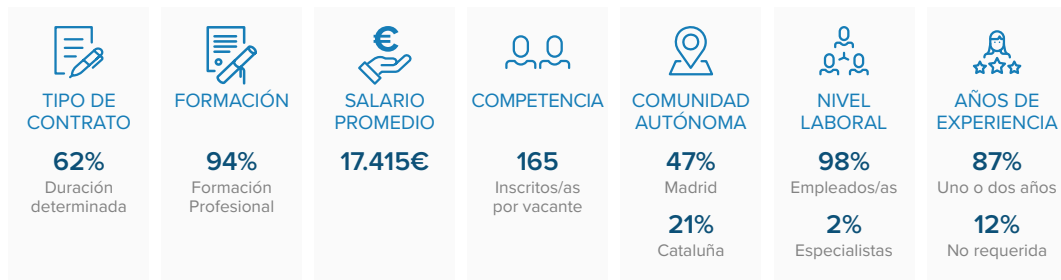 TIPO DE
CONTRATO
62%
Duración
determinada
FORMACIÓN
94%
Formación
Profesional
€
SALARIO
PROMEDIO
17.415€
COMPETENCIA
165
Inscritos/as
por vacante
COMUNIDAD
AUTÓNOMA
47%
Madrid
21%
Cataluña
NIVEL
LABORAL
98%
Empleados/as
2%
Especialistas
AÑOS DE
EXPERIENCIA
87%
Uno o dos años
12%
No requerida